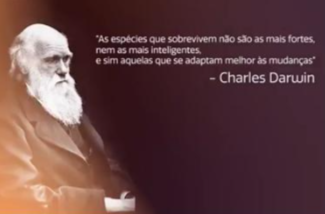 "As espécies que sobrevivem não são as mais fortes,
nem as mais inteligentes,
e sim aquelas que se adaptam melhor às mudanças"
– Charles Darwin